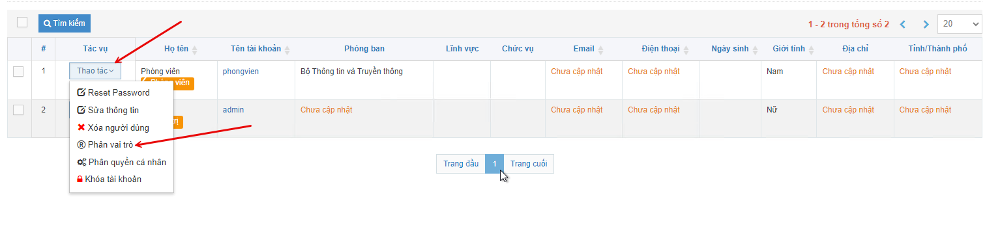 Tìm kiếm
1 - 2 trong tổng số 2
20
# Tác vụ Họ tên Tên tài khoản Phòng ban Lĩnh vực Chức vụ Email Điện thoại Ngày sinh Giới tính Địa chỉ Tỉnh/Thành phố
1 Thao tác Phóng viên phongvien Bộ Thông tin và Truyền thông Chưa cập nhật Chưa cập nhật Nam Chưa cập nhật Chưa cập nhật
Phóng viên
Reset Password
Sửa thông tin
2 admin Chưa cập nhật Chưa cập nhật Chưa cập nhật Nữ Chưa cập nhật Chưa cập nhật
Xóa người dùng
® Phân vai trò
Phân quyền cá nhân
Khóa tài khoản
Trang đầu 1 Trang cuối